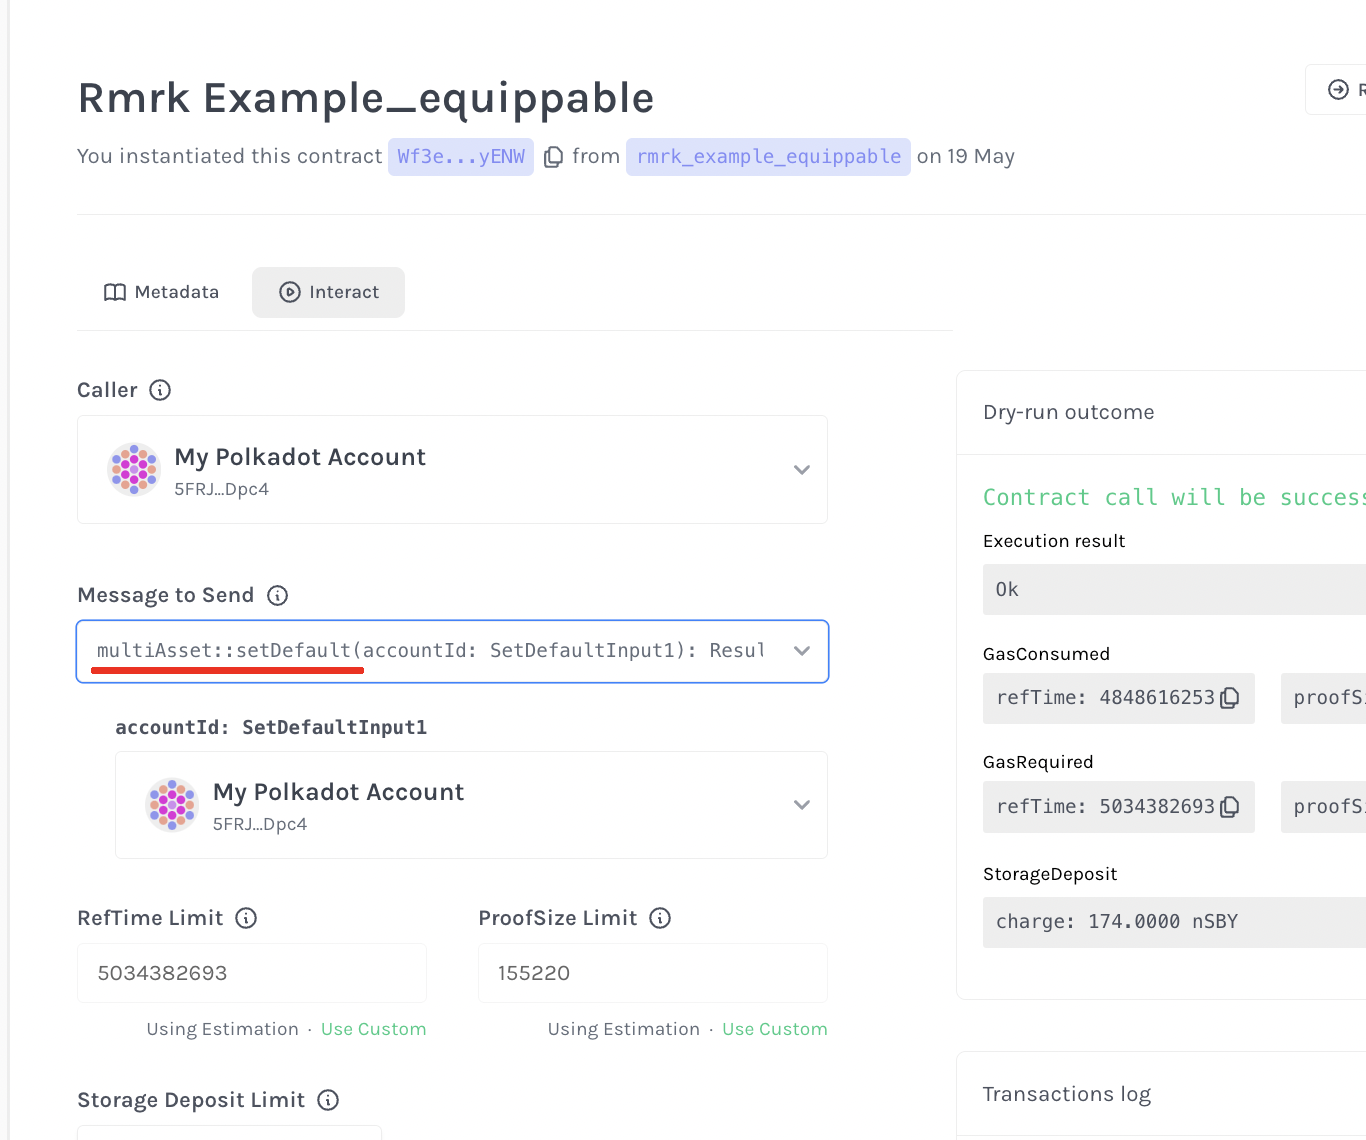 Rmrk Example_equippable
You instantiated this contract Wf3e...yENW from rmrk_example_equippable on 19 May
Metadata
Interact
Caller
My Polkadot Account
5FRJ...Dpc4
Message to Send
multiAsset::setDefault(accountId: SetDefaultInput1): Resul
accountId: SetDefaultInput1
My Polkadot Account
5FRJ...Dpc4
RefTime Limit
5034382693
Using Estimation · Use Custom
ProofSize Limit
155220
Using Estimation · Use Custom
Storage Deposit Limit
R
Dry-run outcome
Contract call will be success
Execution result
Ok
GasConsumed
refTime: 4848616253
proofSi
GasRequired
refTime: 5034382693
proofSi
StorageDeposit
charge: 174.0000 nSBY
Transactions log